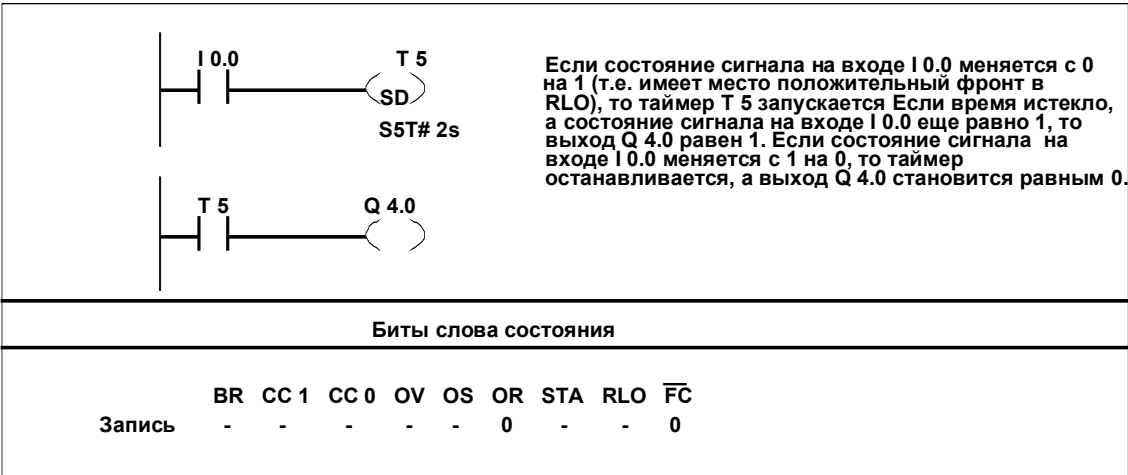 I 0.0
T 5
SD
S5T# 2s
T 5
Q 4.0
Если состояние сигнала на входе I 0.0 меняется с 0
на 1 (т.е. имеет место положительный фронт в
RLO), то таймер T 5 запускается Если время истекло,
а состояние сигнала на входе I 0.0 еще равно 1, то
выход Q 4.0 равен 1. Если состояние сигнала на
входе I 0.0 меняется с 1 на 0, то таймер
останавливается, а выход Q 4.0 становится равным 0.
Биты слова состояния
BR CC 1 CC 0 OV OS OR STA RLO F̅C̅
Запись - - - - - 0 - - 0